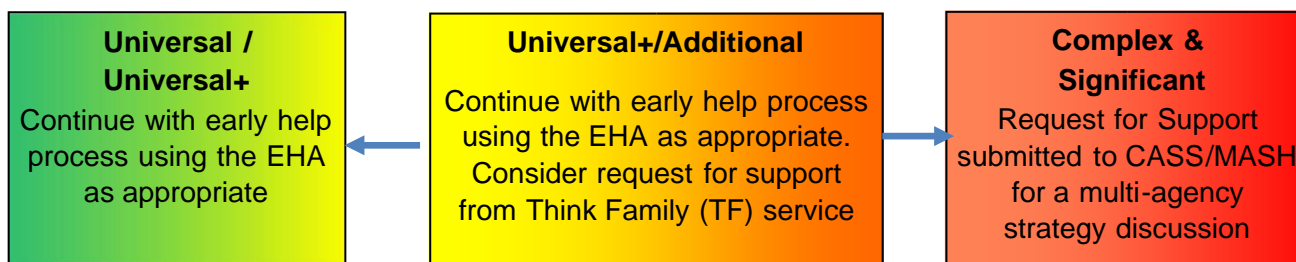 Universal /
Universal+
Continue with early help
process using the EHA
as appropriate
Universal+/Additional
Continue with early help process
using the EHA as appropriate.
Consider request for support
from Think Family (TF) service
Complex &
Significant
Request for Support
submitted to CASS/MASH
for a multi-agency
strategy discussion